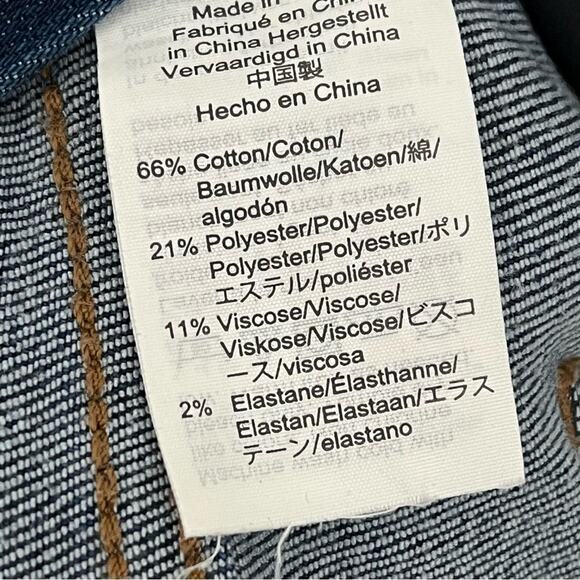 Made in
Fabriqué en Chi
in China Hergestellt
Vervaardigd in China
中国製
Hecho en China
66% Cotton/Coton/
Baumwolle/Katoen/綿/
algodón
21% Polyester/Polyester/
Polyester/Polyester/ポリ
エステル/poliéster
11% Viscose/Viscose/
Viskose/Viscose/ビスコ
ース/viscosa
2% Elastane/Élasthanne/
Elastan/Elastaan/エラス
テーン/elastano